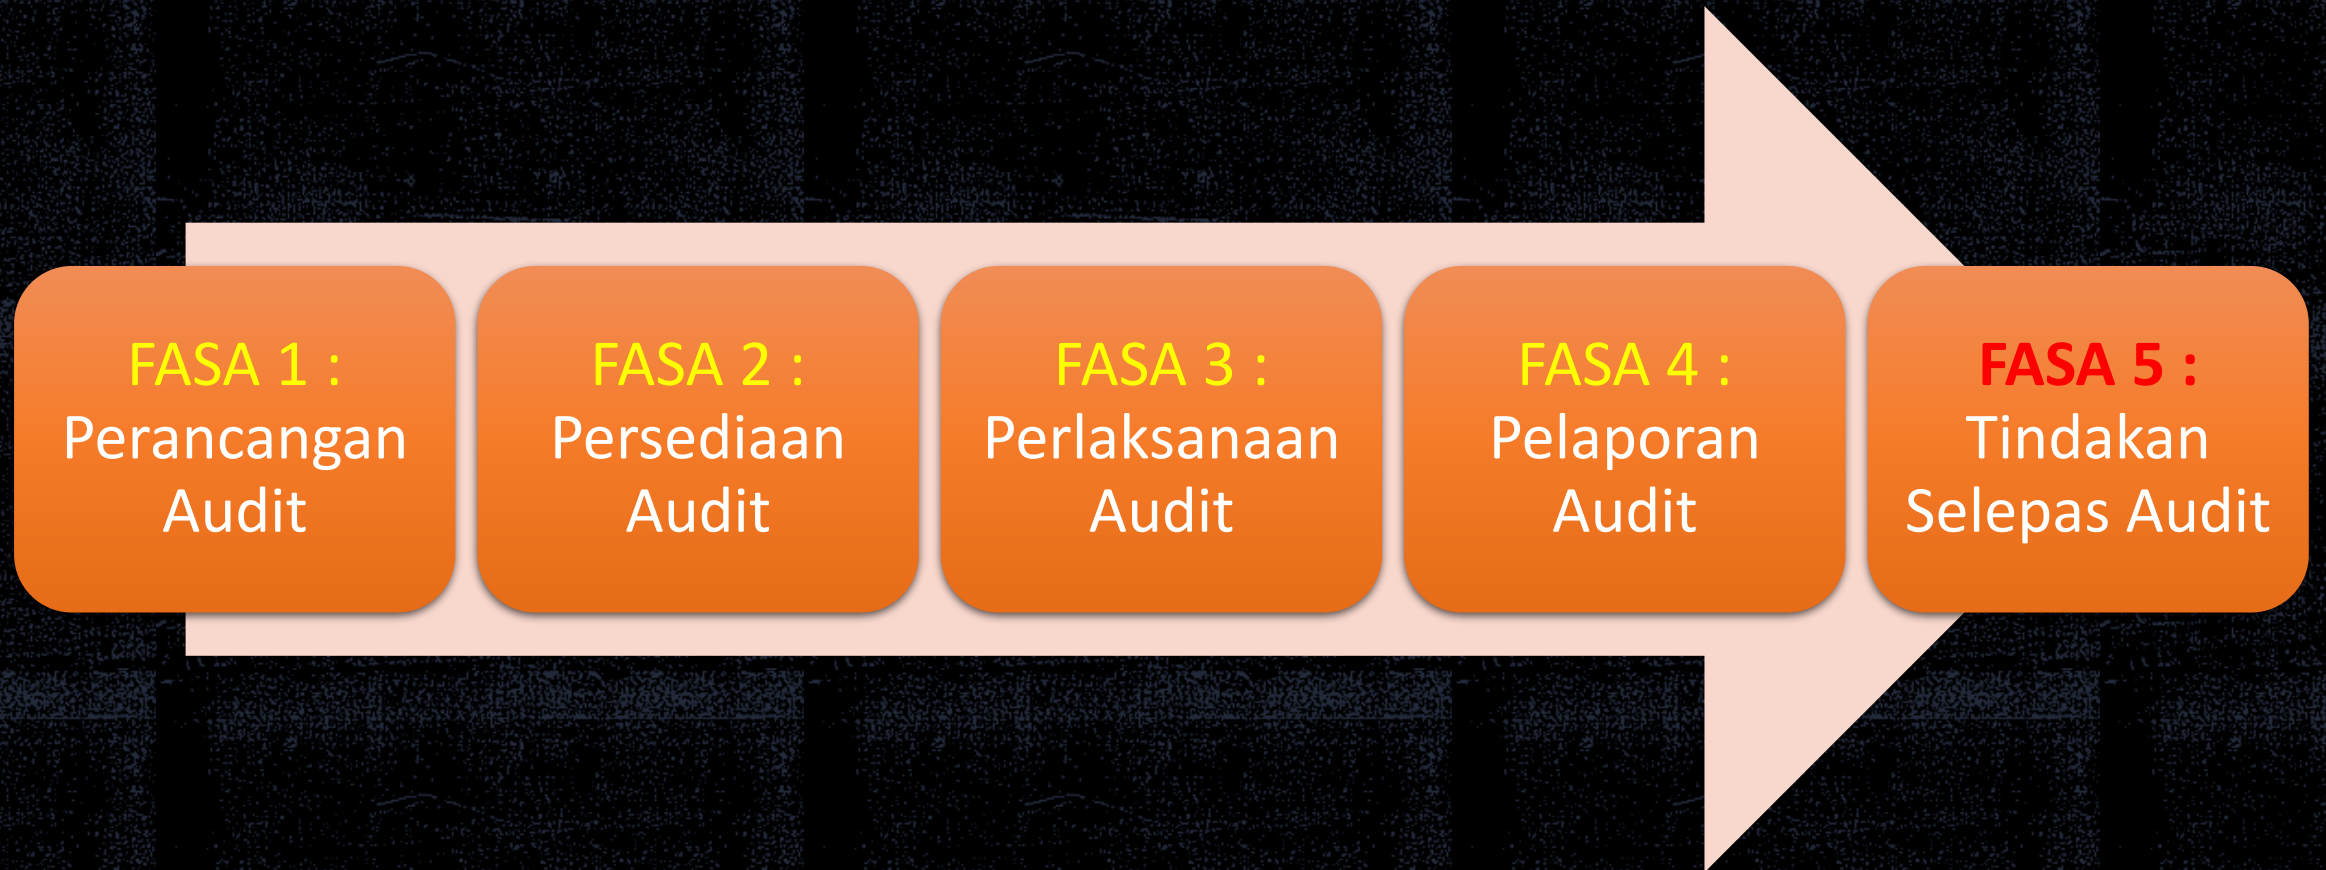 FASA 1 :
Perancangan
Audit
FASA 2 :
Persediaan
Audit
FASA 3 :
Perlaksanaan
Audit
FASA 4 :
Pelaporan
Audit
FASA 5 :
Tindakan
Selepas Audit